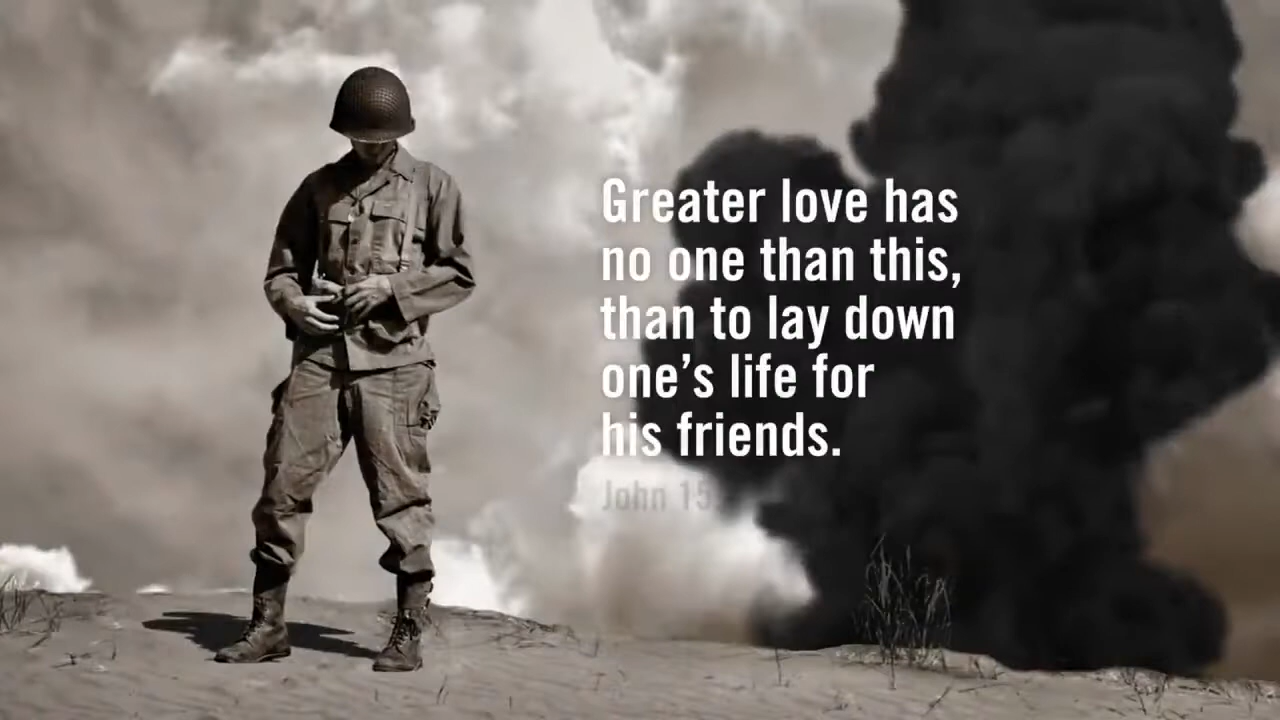 Greater love has
no one than this,
than to lay down
one's life for
his friends.
John 15